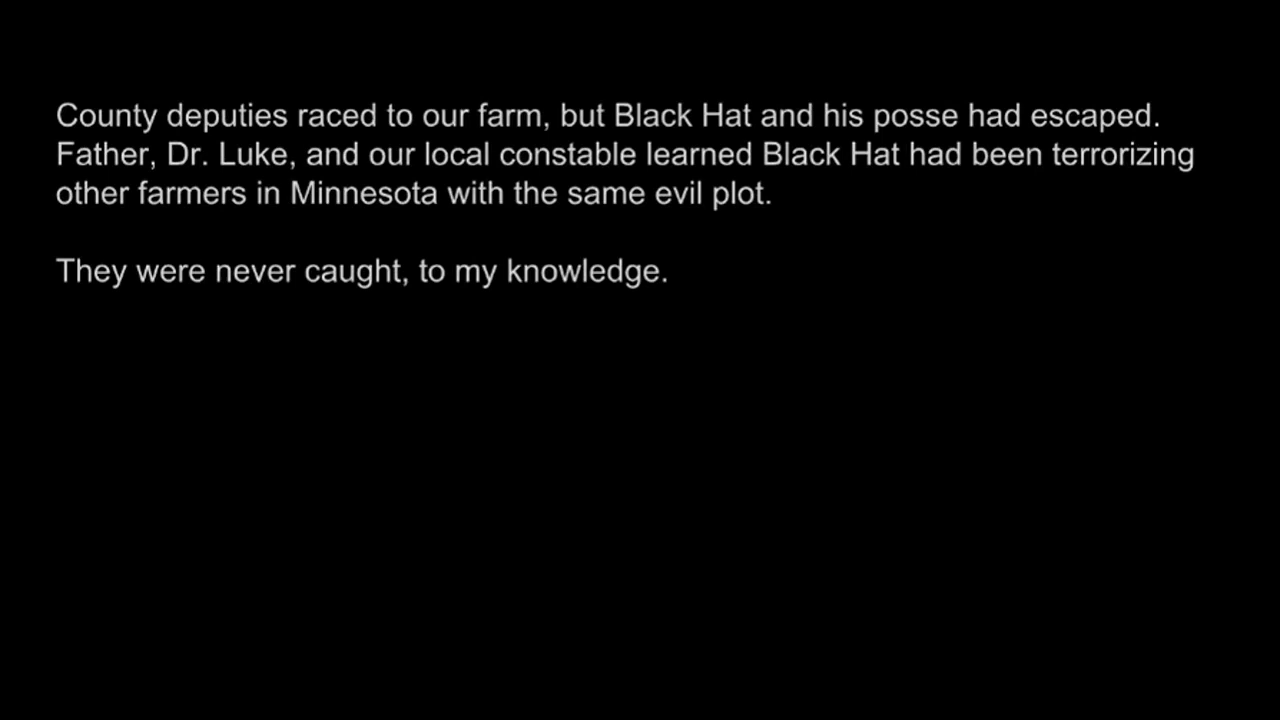 County deputies raced to our farm, but Black Hat and his posse had escaped.
Father, Dr. Luke, and our local constable learned Black Hat had been terrorizing
other farmers in Minnesota with the same evil plot.
They were never caught, to my knowledge.